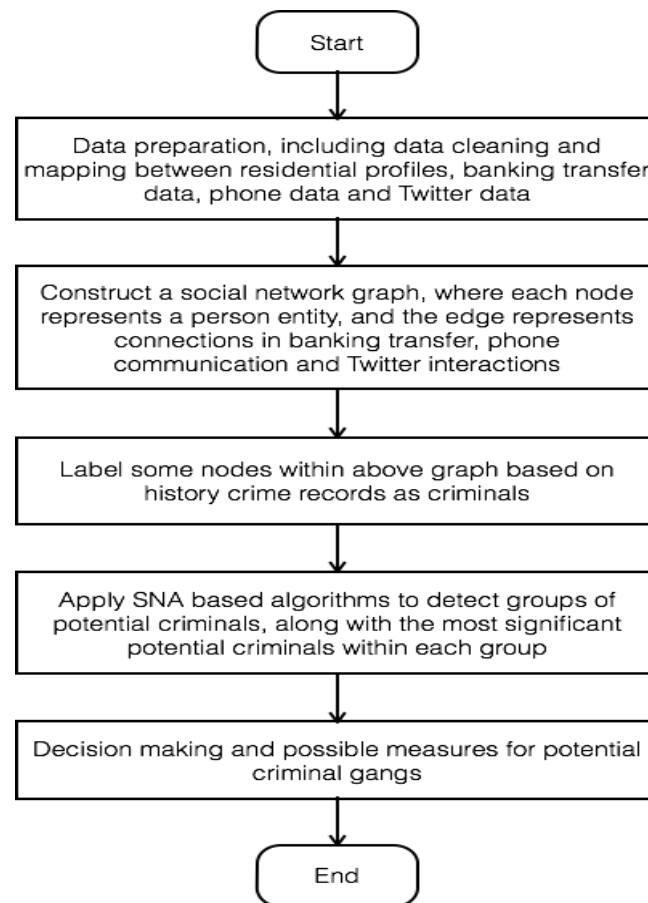 Start
Data preparation, including data cleaning and
mapping between residential profiles, banking transfer
data, phone data and Twitter data
Construct a social network graph, where each node
represents a person entity, and the edge represents
connections in banking transfer, phone
communication and Twitter interactions
Label some nodes within above graph based on
history crime records as criminals
Apply SNA based algorithms to detect groups of
potential criminals, along with the most significant
potential criminals within each group
Decision making and possible measures for potential
criminal gangs
End